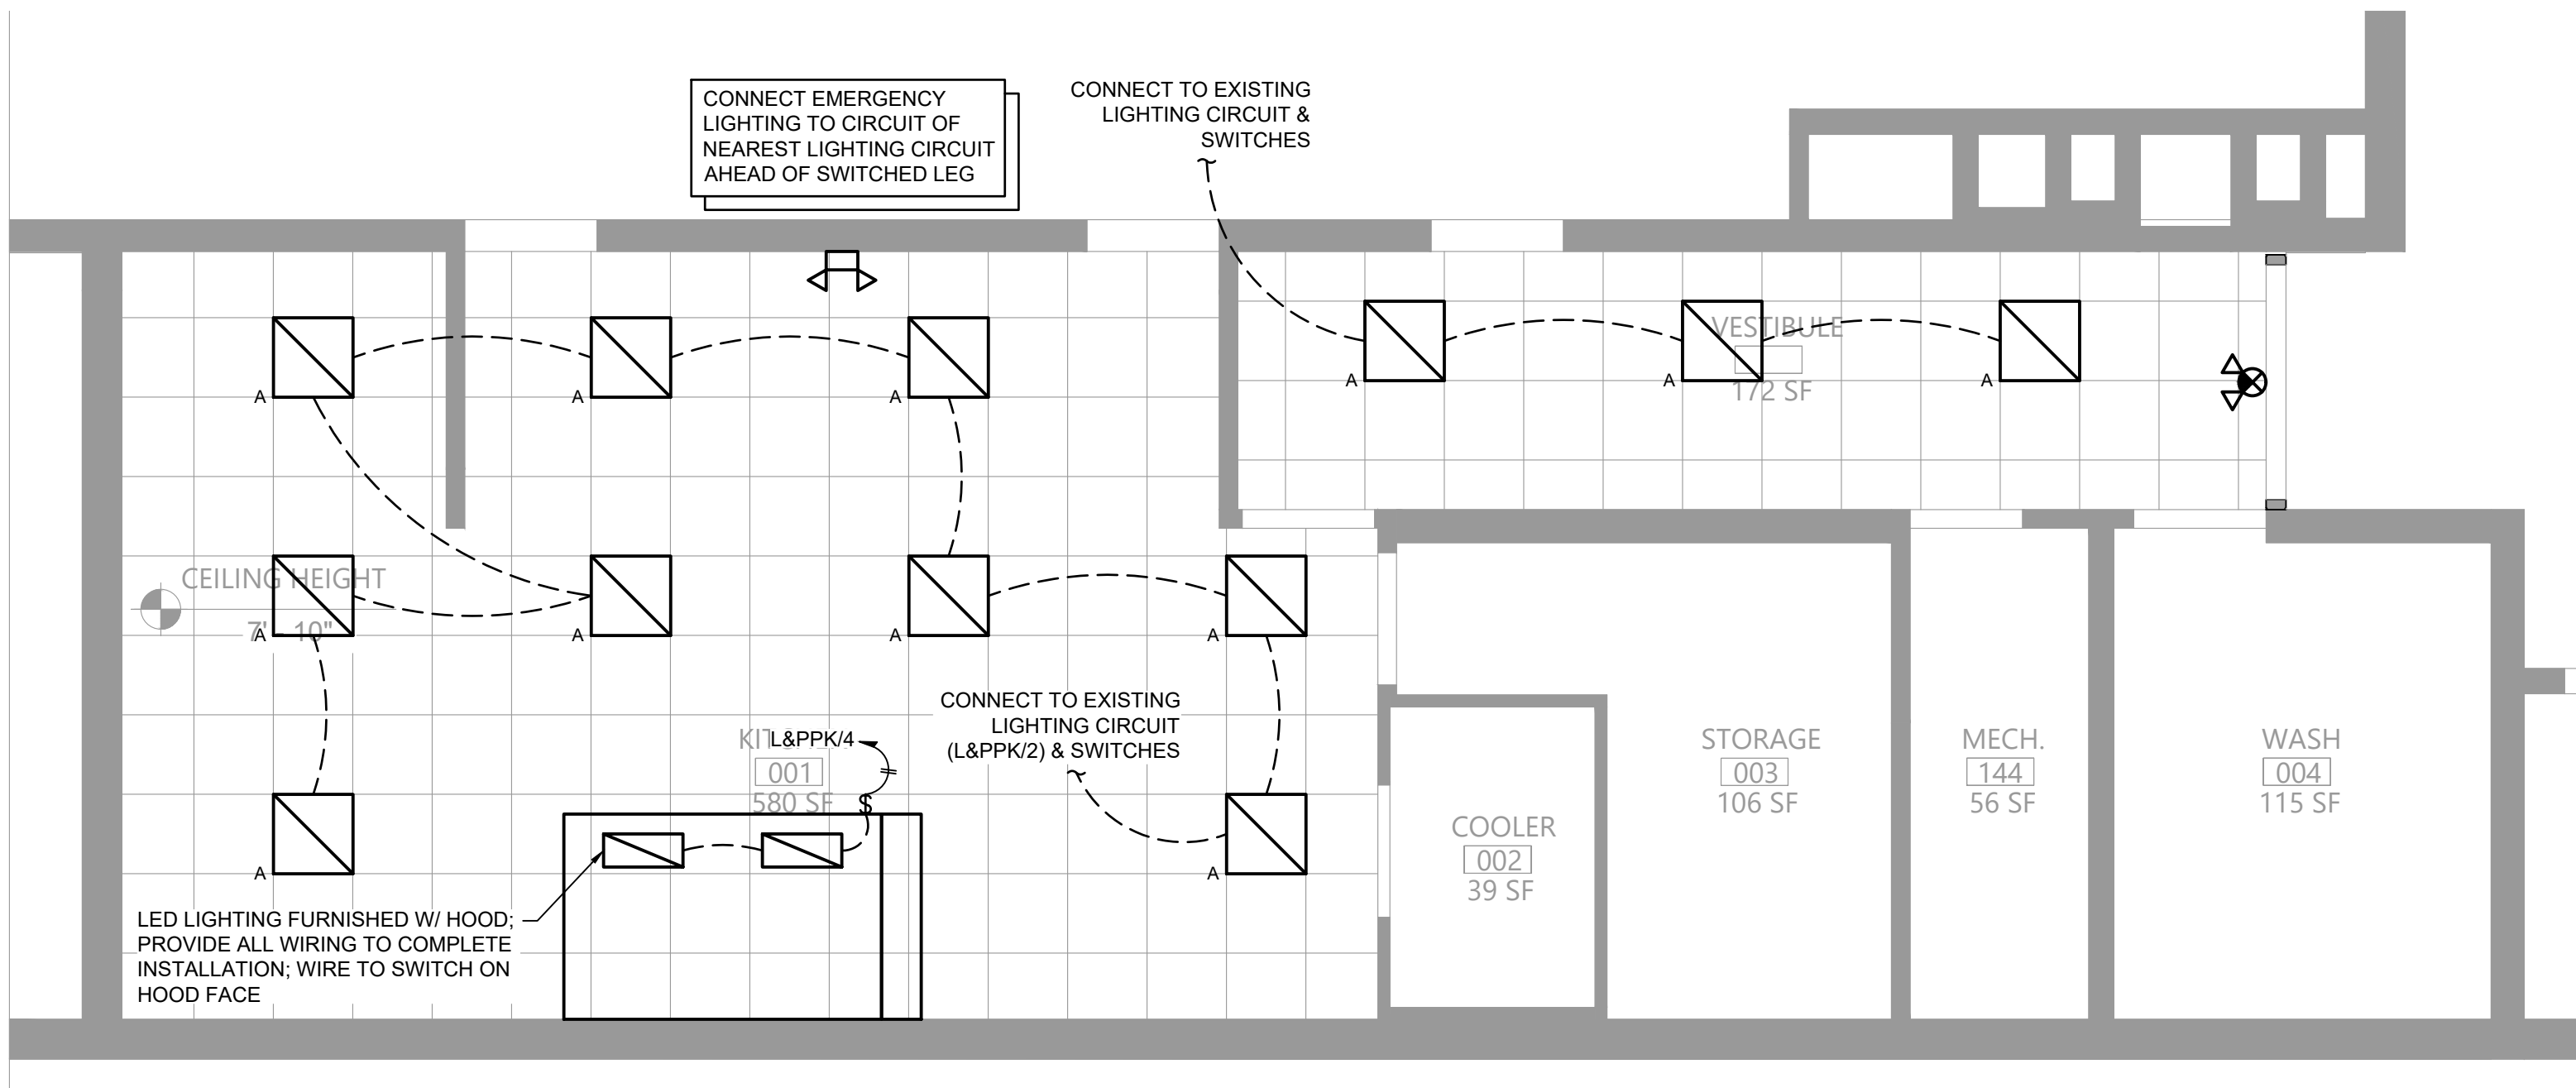 CONNECT EMERGENCY
LIGHTING TO CIRCUIT OF
NEAREST LIGHTING CIRCUIT
AHEAD OF SWITCHED LEG
CONNECT TO EXISTING
LIGHTING CIRCUIT &
SWITCHES
VESTIBULE
172 SF
A
A
A
A
A
A
CEILING HEIGHT
7' - 10"
A
A
A
A
CONNECT TO EXISTING
LIGHTING CIRCUIT
(L&PPK/2) & SWITCHES
L&PPK/4
001
580 SF
$
A
A
LED LIGHTING FURNISHED W/ HOOD;
PROVIDE ALL WIRING TO COMPLETE
INSTALLATION; WIRE TO SWITCH ON
HOOD FACE
COOLER
002
39 SF
STORAGE
003
106 SF
MECH.
144
56 SF
WASH
004
115 SF